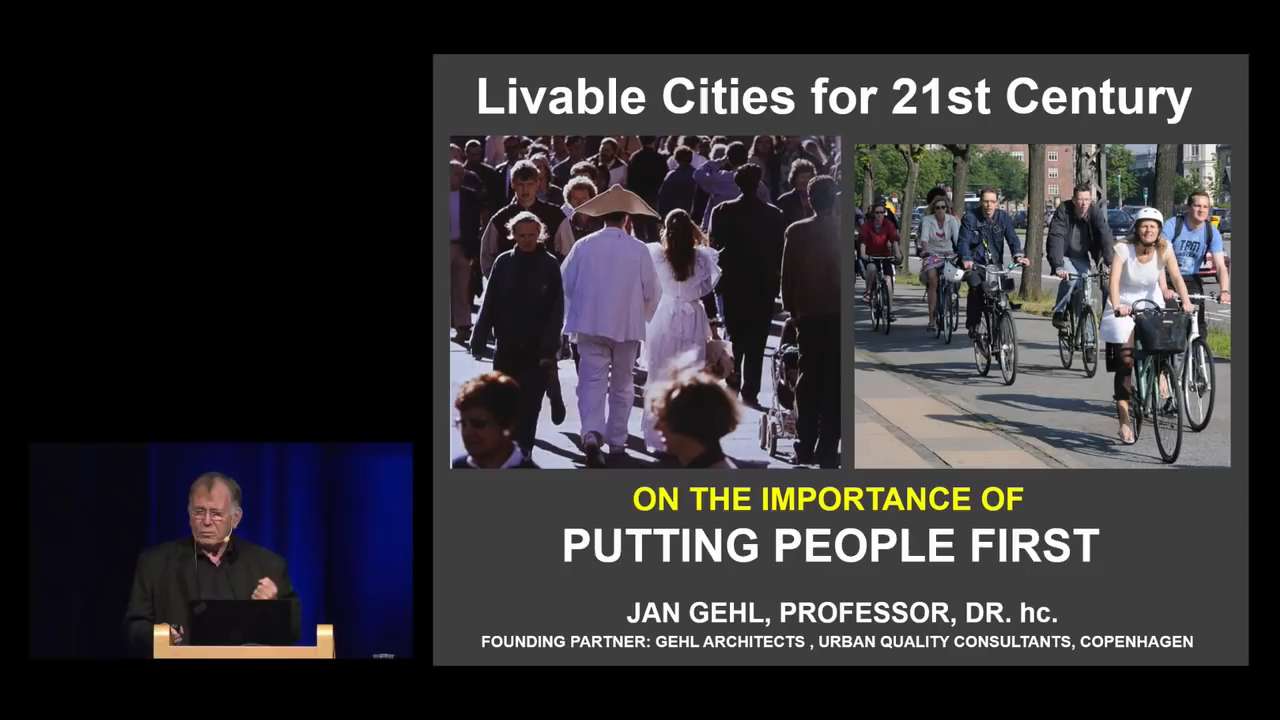 Livable Cities for 21st Century
ON THE IMPORTANCE OF
PUTTING PEOPLE FIRST
JAN GEHL, PROFESSOR, DR. hc.
FOUNDING PARTNER: GEHL ARCHITECTS , URBAN QUALITY CONSULTANTS, COPENHAGEN